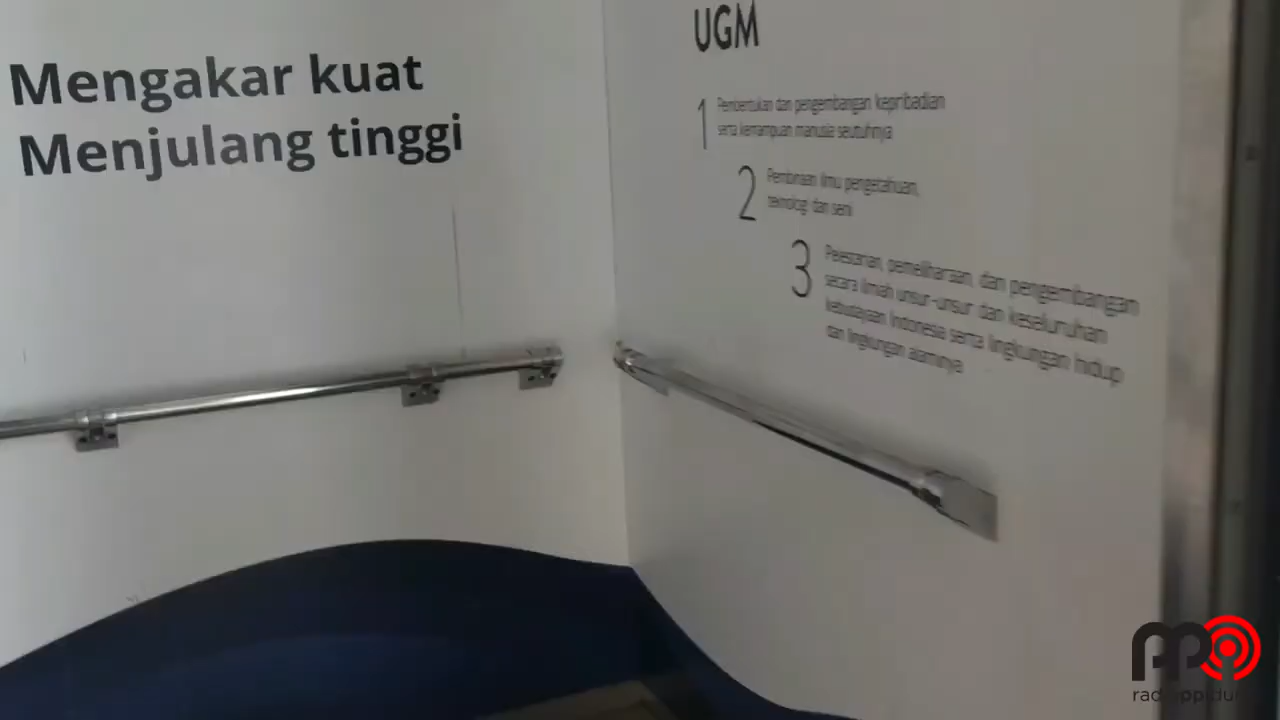 Mengakar kuat
Menjulang tinggi
UGM
1 Pembentukan dan pengembangan kepribadian
serta kemampuan manusia seutuhnya
2 Pembinaan ilmu pengetahuan,
teknologi dan seni
3 Pelestarian, pemeliharaan, dan pengembangan
secara ilmiah unsur-unsur dan keseluruhan
kebudayaan Indonesia serta lingkungan hidup
dan lingkungan alamnya